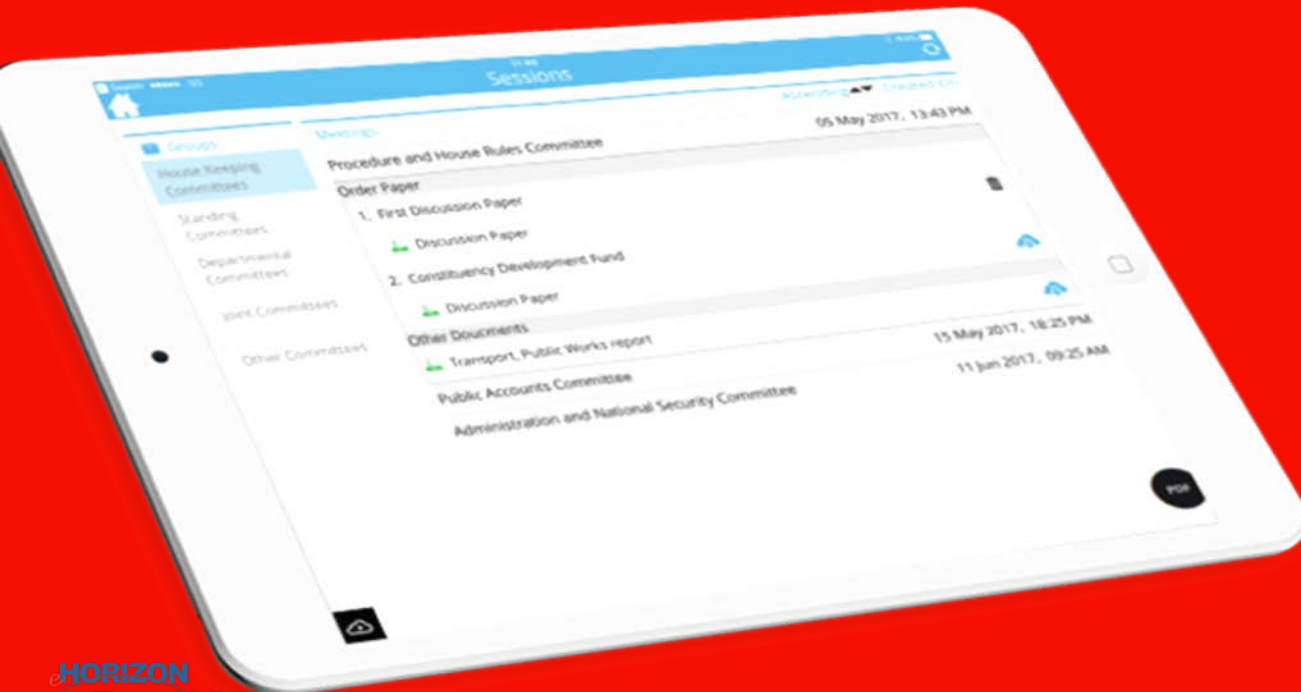 Sessions
Groups
Meetings
Ascending
House Keeping
Committees
Standing
Committees
Departmental
Committees
Joint Committees
Other Committees
Procedure and House Rules Committee
05 May 2017, 13:43 PM
Order Paper
1. First Discussion Paper
Discussion Paper
2. Constituency Development Fund
Discussion Paper
Other Doucments
Transport, Public Works report
Public Accounts Committee
15 May 2017, 18:25 PM
Administration and National Security Committee
11 Jun 2017, 09:25 AM
PDF
eHORIZON